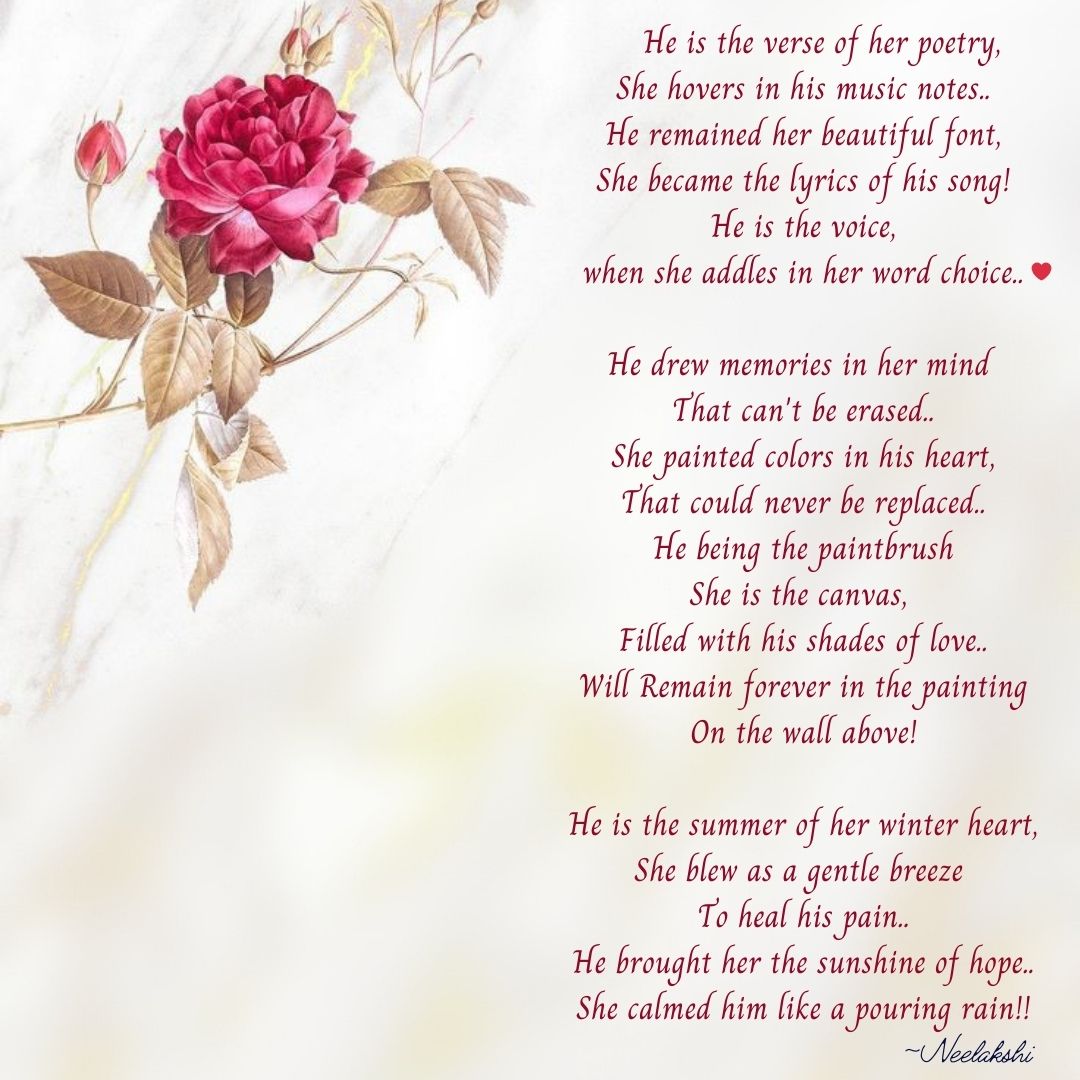 He is the verse of her poetry,
She hovers in his music notes..
He remained her beautiful font,
She became the lyrics of his song!
He is the voice,
when she addles in her word choice.. ❤
He drew memories in her mind
That can't be erased..
She painted colors in his heart,
That could never be replaced..
He being the paintbrush
She is the canvas,
Filled with his shades of love..
Will Remain forever in the painting
On the wall above!
He is the summer of her winter heart,
She blew as a gentle breeze
To heal his pain..
He brought her the sunshine of hope..
She calmed him like a pouring rain!!
~Neelakshi